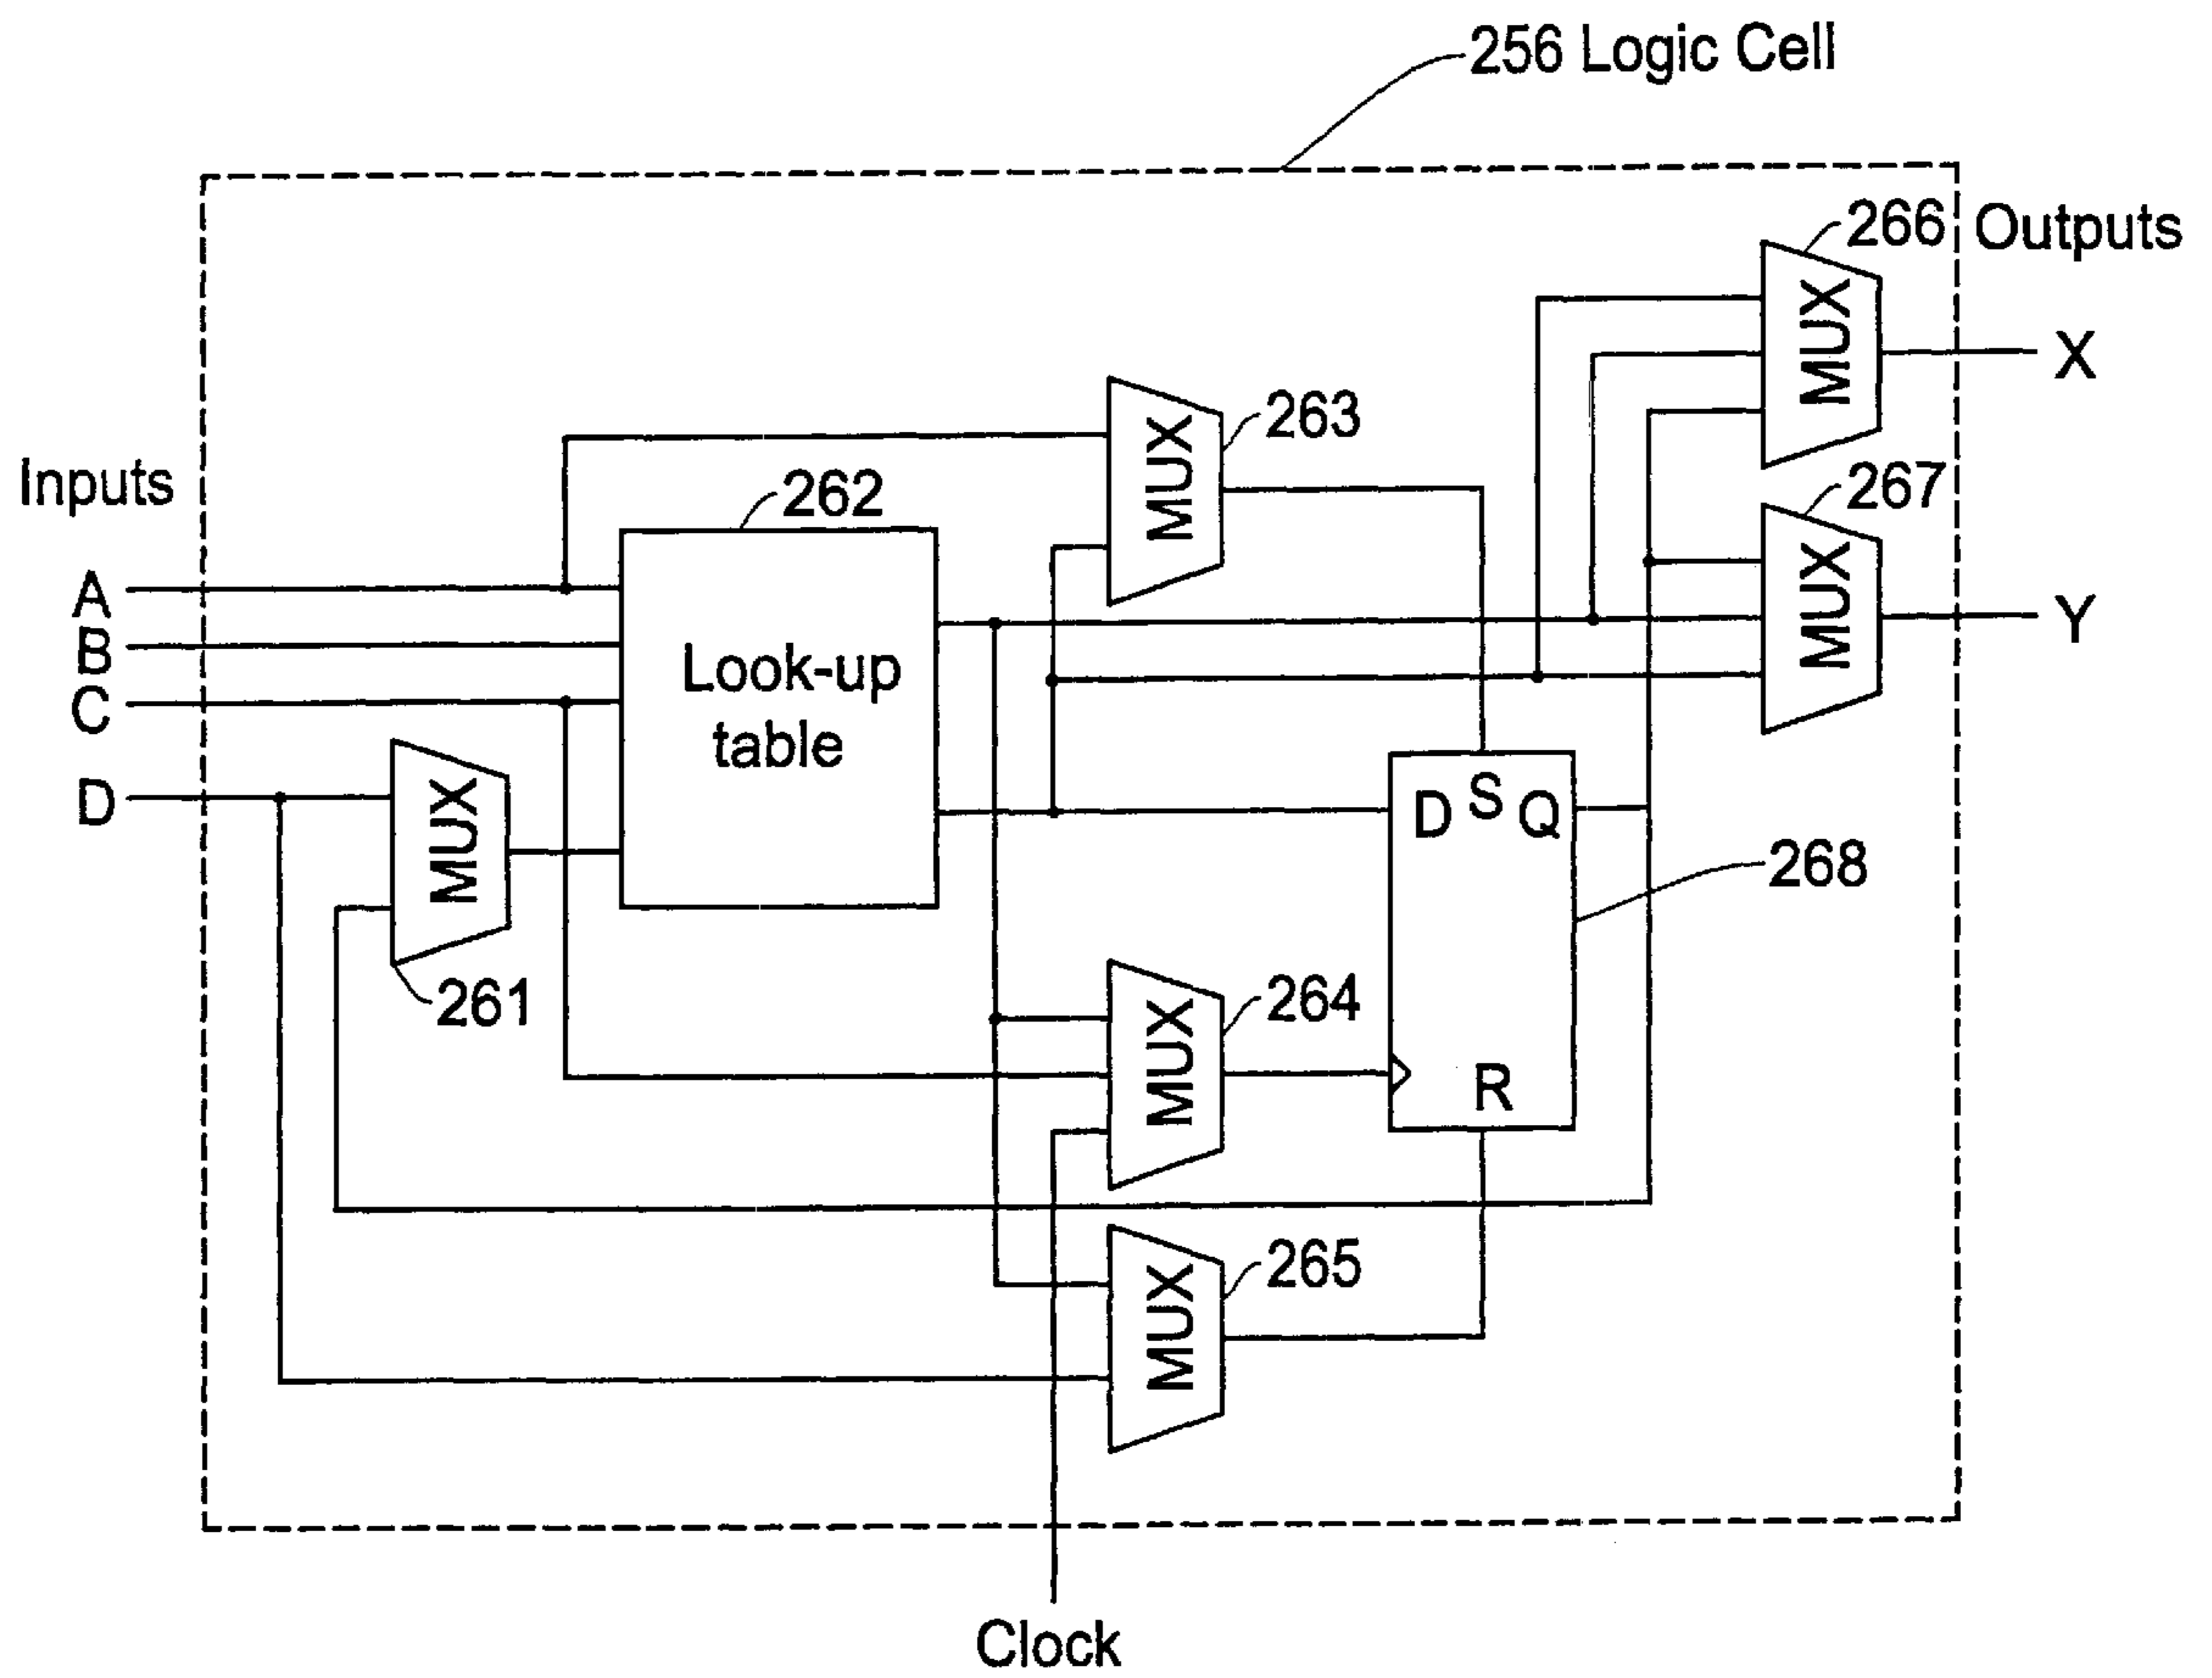 256 Logic Cell
266
Outputs
MUX
X
263
MUX
Inputs
262
267
MUX
Y
A
B
C
D
Look-up
table
MUX
261
D
S
Q
268
R
264
MUX
265
MUX
Clock